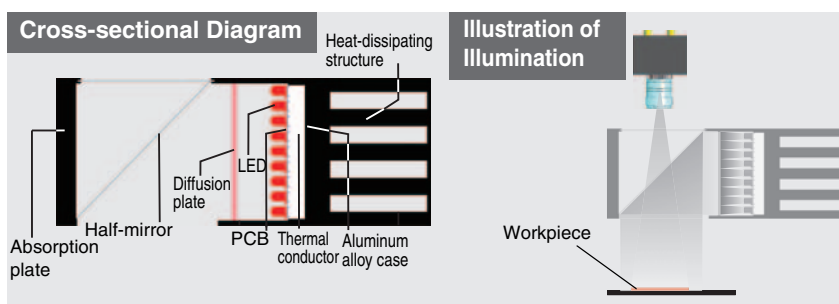 Cross-sectional Diagram
Heat-dissipating
structure
LED
Diffusion
plate
Half-mirror
Absorption
plate
PCB
Thermal
conductor
Aluminum
alloy case
Illustration of
Illumination
Workpiece